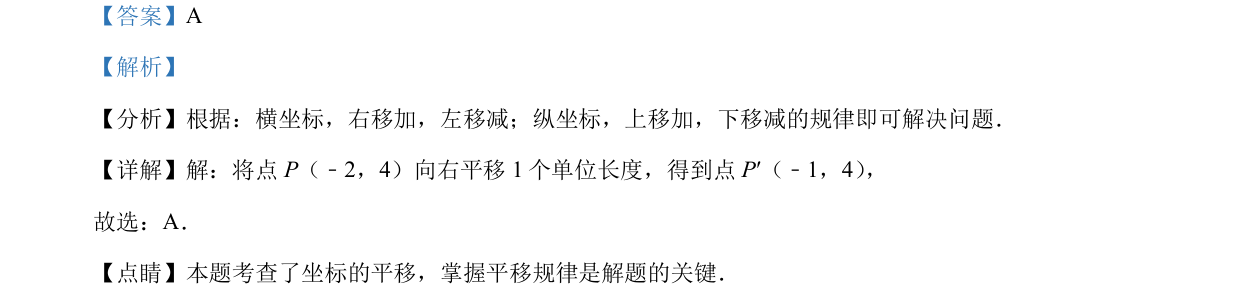 【答案】A
【解析】
【分析】根据：横坐标，右移加，左移减；纵坐标，上移加，下移减的规律即可解决问题．
【详解】解：将点 P（﹣2，4）向右平移 1 个单位长度，得到点 P′（﹣1，4），
故选：A．
【点睛】本题考查了坐标的平移，掌握平移规律是解题的关键．